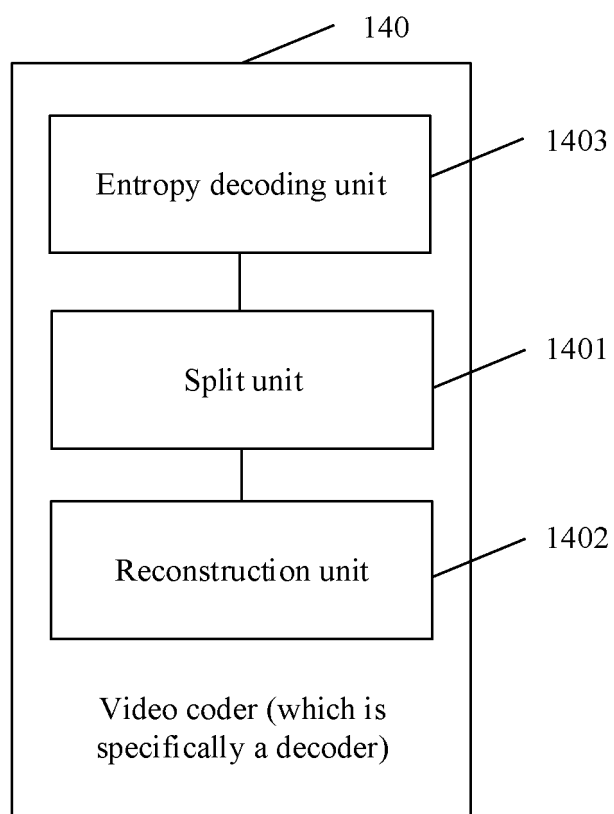 140
Entropy decoding unit
1403
Split unit
1401
Reconstruction unit
1402
Video coder (which is
specifically a decoder)